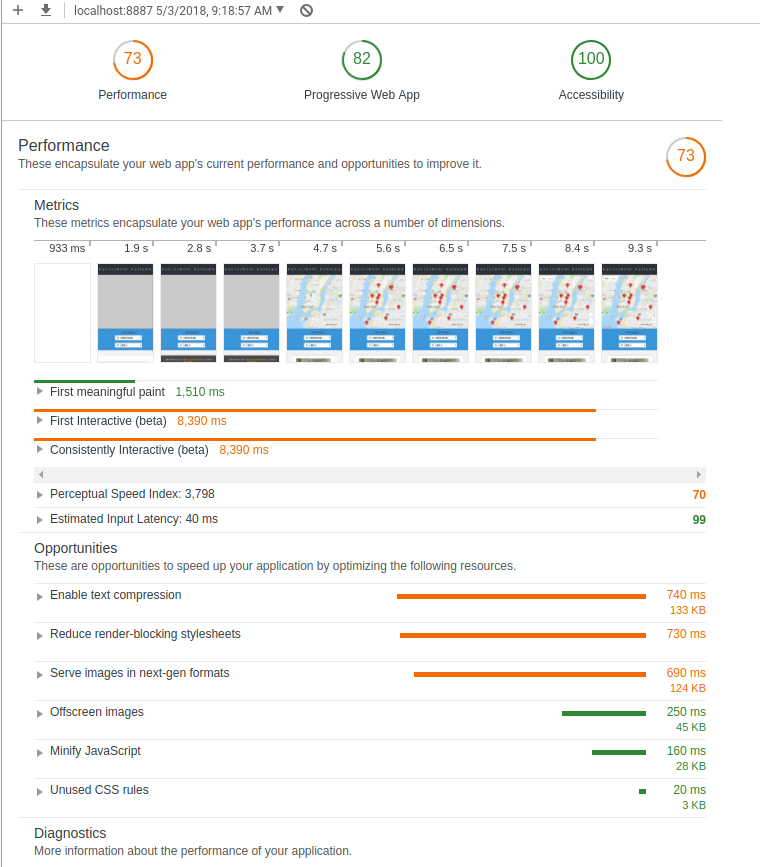 localhost:8887 5/3/2018, 9:18:57 AM
73
82
100
Performance
Progressive Web App
Accessibility
Performance
These encapsulate your web app's current performance and opportunities to improve it.
73
Metrics
These metrics encapsulate your web app's performance across a number of dimensions.
933 ms 1.9 s 2.8 s 3.7 s 4.7 s 5.6 s 6.5 s 7.5 s 8.4 s 9.3 s
First meaningful paint 1,510 ms
First Interactive (beta) 8,390 ms
Consistently Interactive (beta) 8,390 ms
Perceptual Speed Index: 3,798 70
Estimated Input Latency: 40 ms 99
Opportunities
These are opportunities to speed up your application by optimizing the following resources.
Enable text compression 740 ms
133 KB
Reduce render-blocking stylesheets 730 ms
Serve images in next-gen formats 690 ms
124 KB
Offscreen images 250 ms
45 KB
Minify JavaScript 160 ms
28 KB
Unused CSS rules 20 ms
3 KB
Diagnostics
More information about the performance of your application.